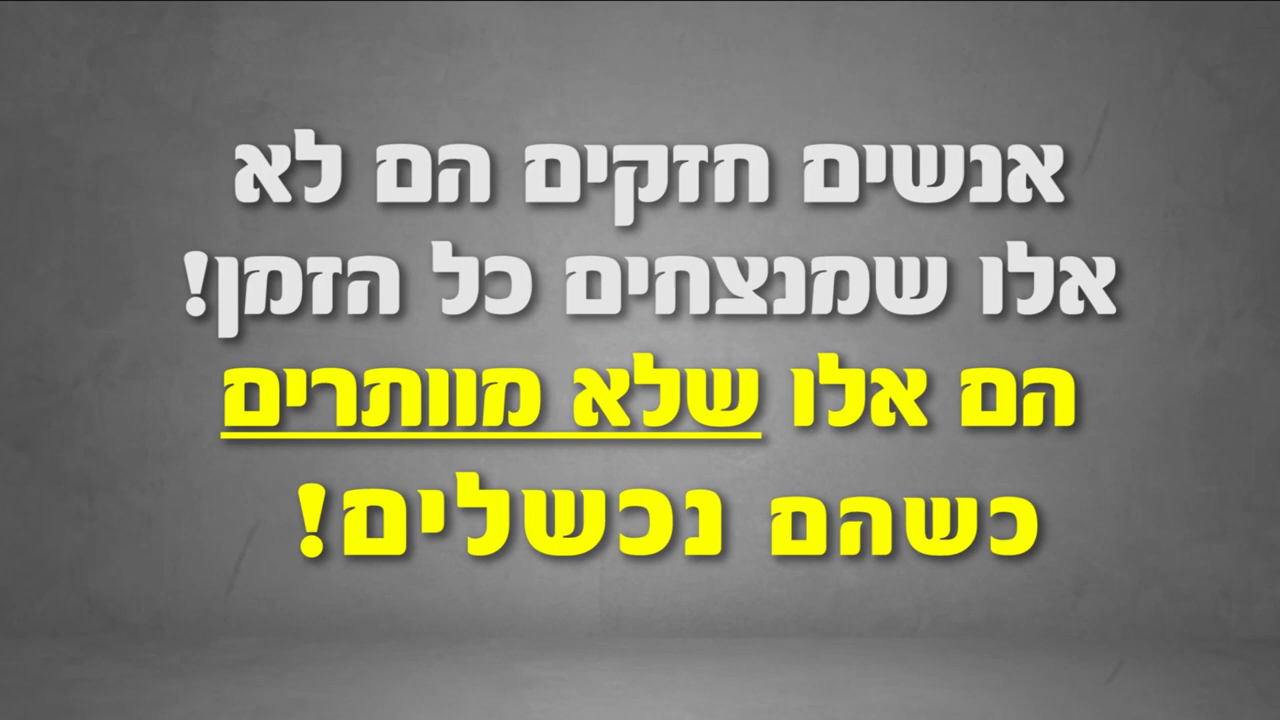 אנשים חזקים הם לא
אלו שמנצחים כל הזמן!
הם אלו שלא מוותרים
כשהם נכשלים!